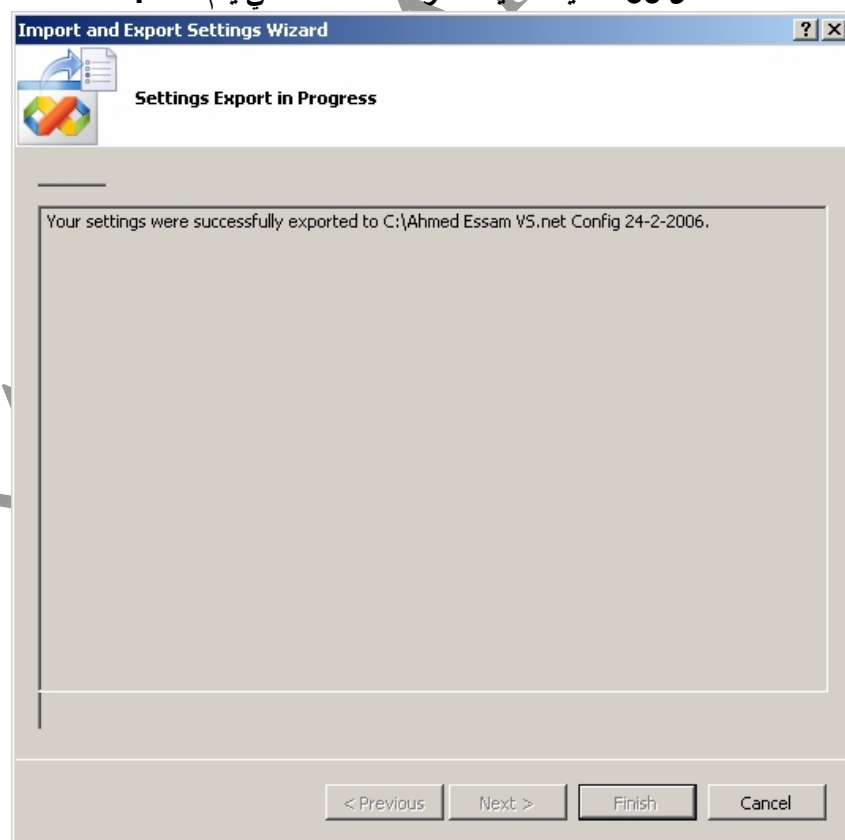 Import and Export Settings Wizard
Settings Export in Progress
Your settings were successfully exported to C:\Ahmed Essam VS.net Config 24-2-2006.
< Previous
Next >
Finish
Cancel